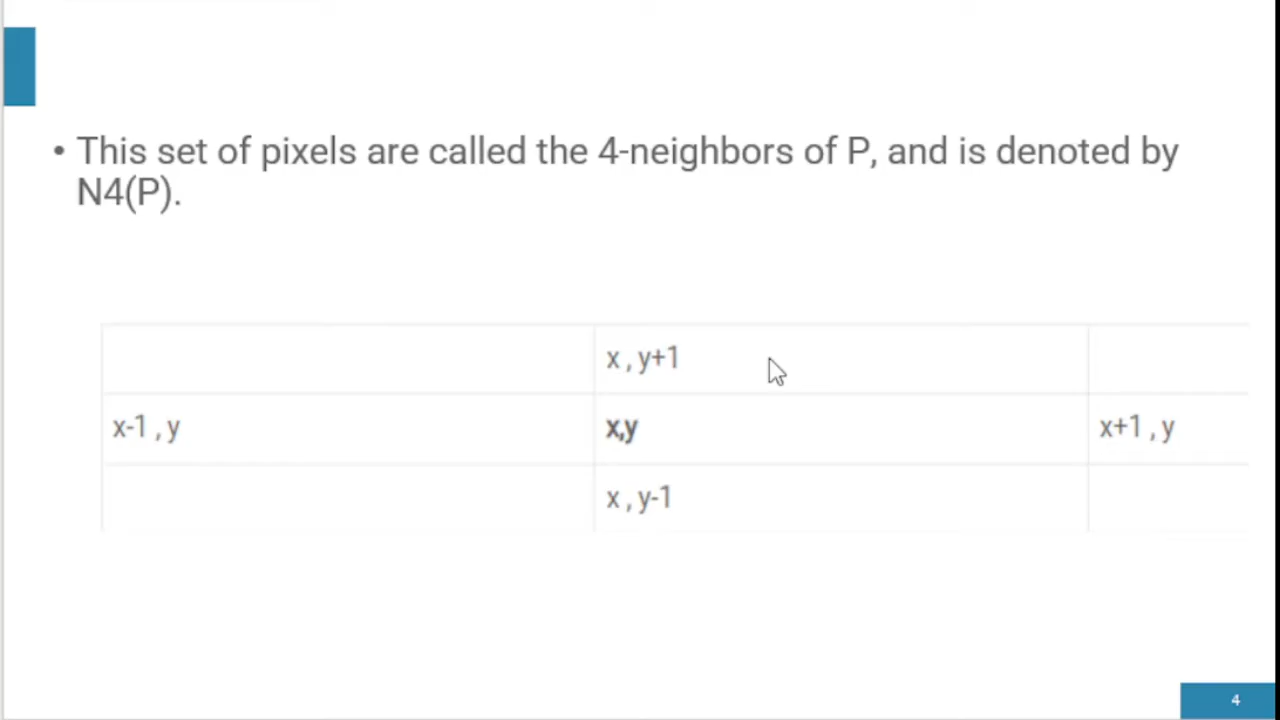 • This set of pixels are called the 4-neighbors of P, and is denoted by
N4(P).
x , y+1
x-1 , y x,y x+1 , y
x , y-1
4